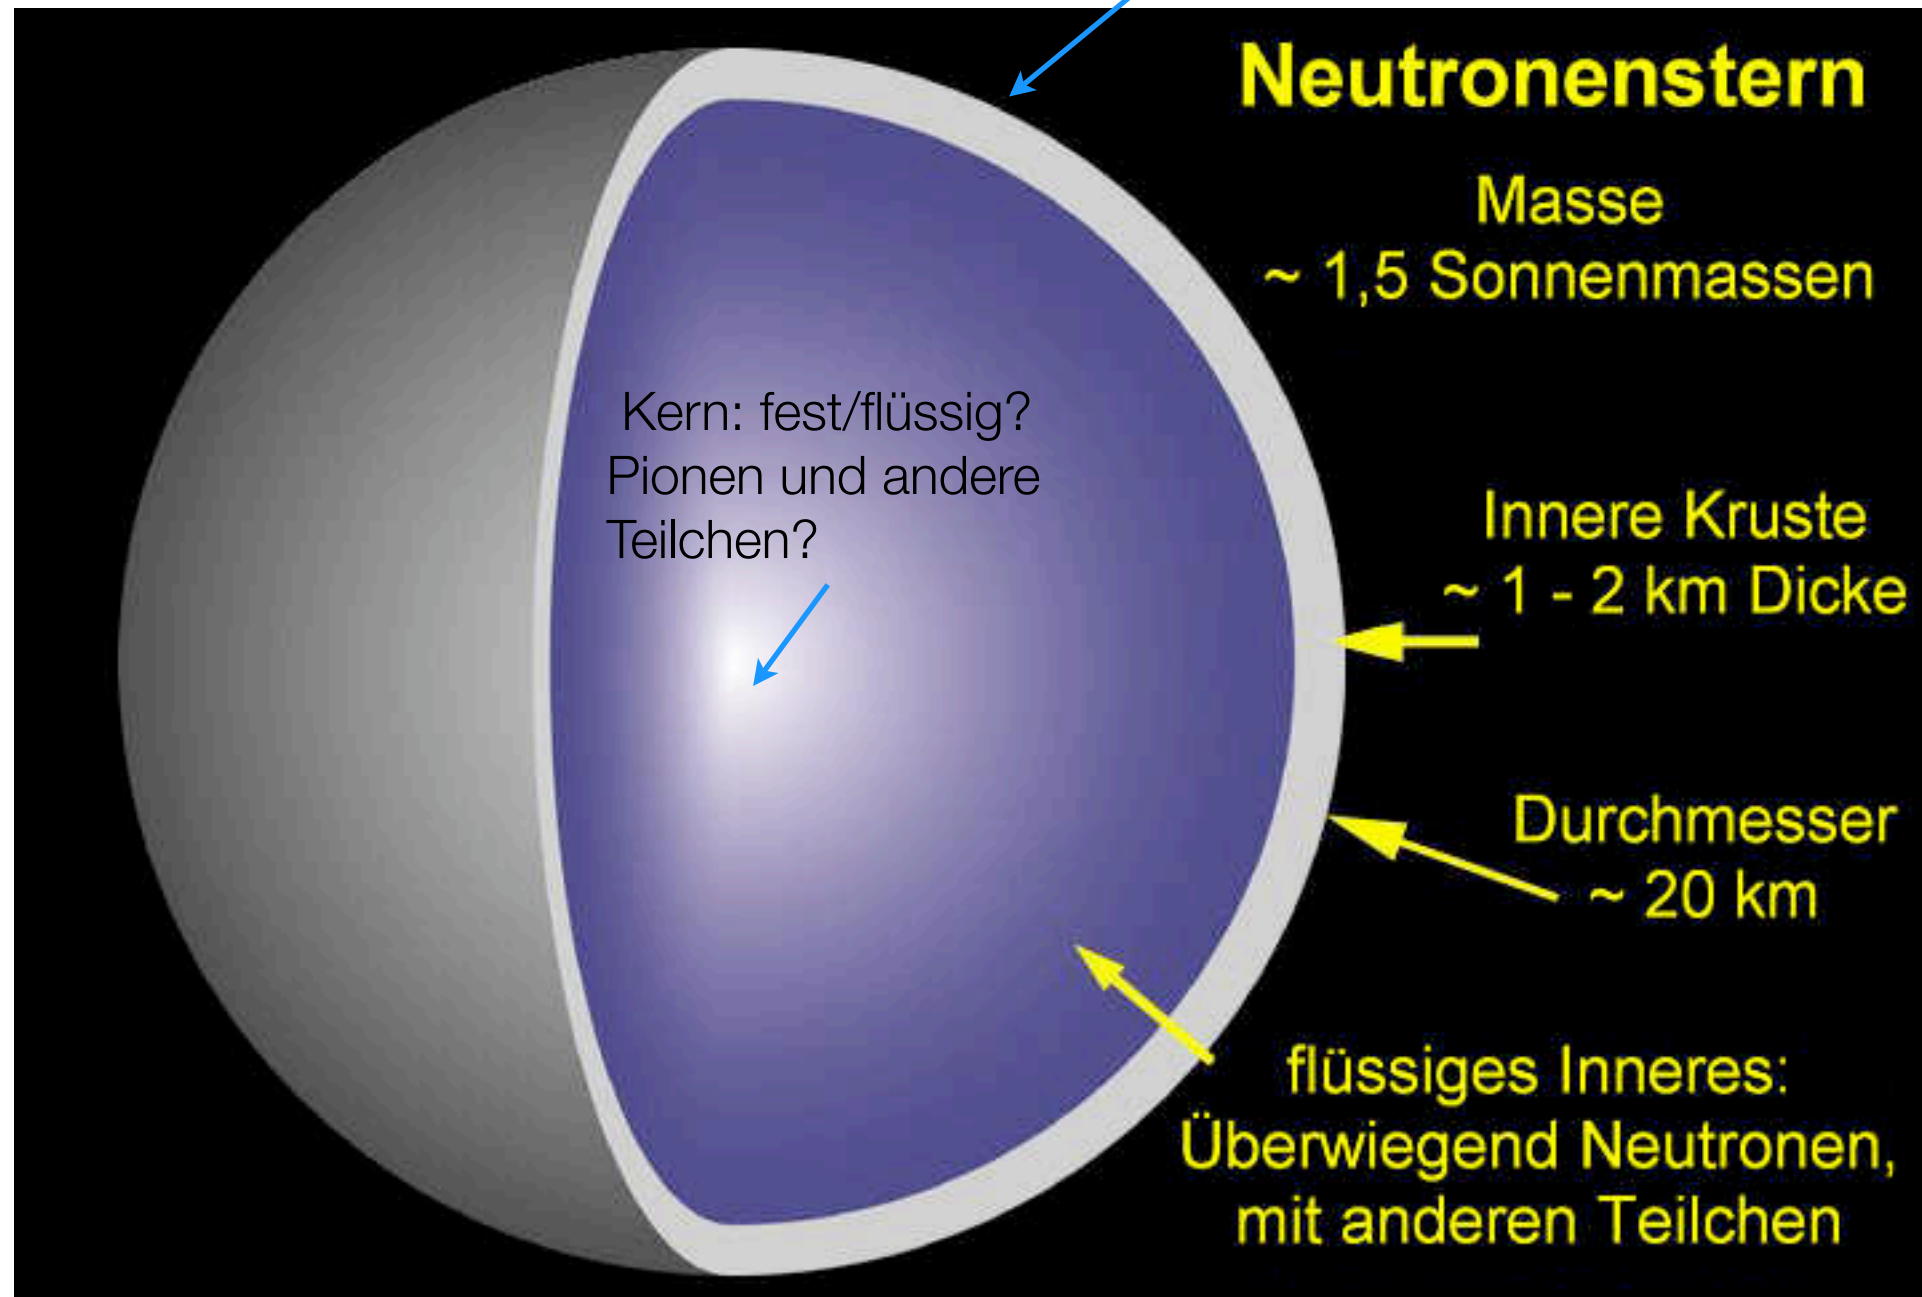 Neutronenstern
Masse
~ 1,5 Sonnenmassen
Kern: fest/flüssig?
Pionen und andere
Teilchen?
Innere Kruste
~ 1 - 2 km Dicke
Durchmesser
~ 20 km
flüssiges Inneres:
Überwiegend Neutronen,
mit anderen Teilchen